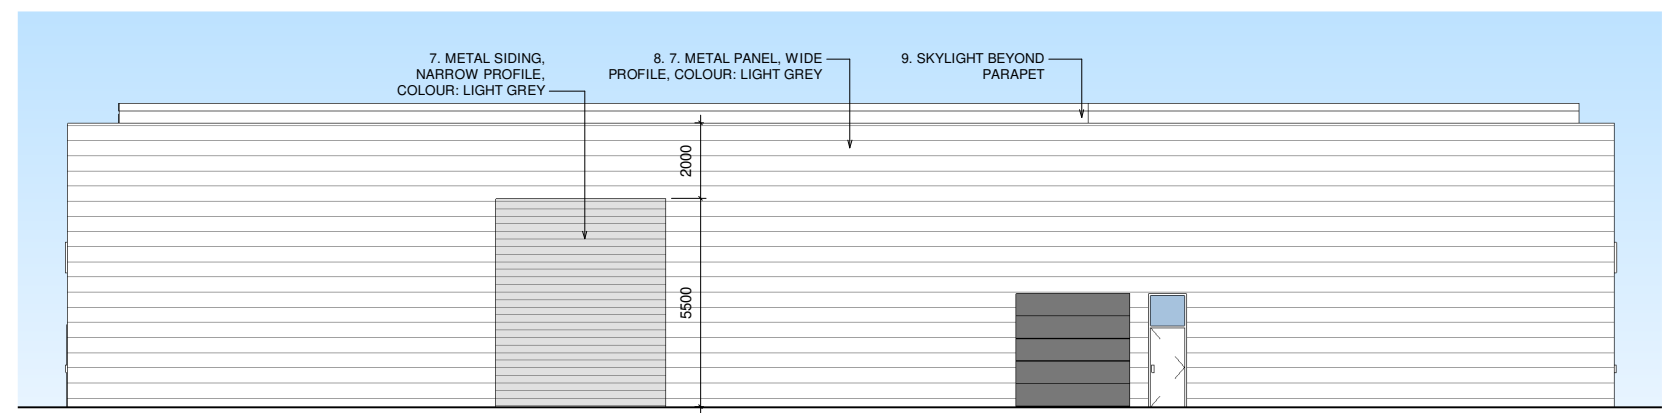 7. METAL SIDING,
NARROW PROFILE,
COLOUR: LIGHT GREY
8. 7. METAL PANEL, WIDE
PROFILE, COLOUR: LIGHT GREY
9. SKYLIGHT BEYOND
PARAPET
2000
5500